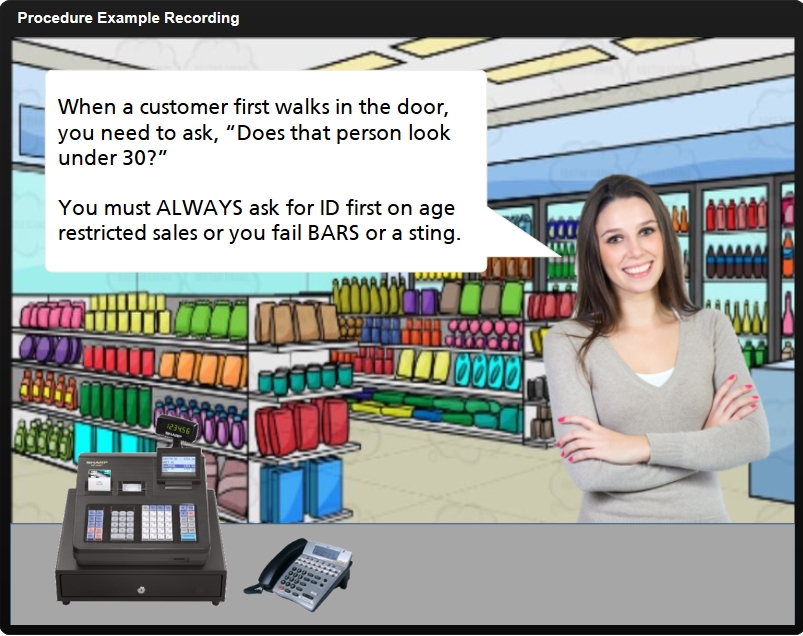 Procedure Example Recording
When a customer first walks in the door,
you need to ask, “Does that person look
under 30?”
You must ALWAYS ask for ID first on age
restricted sales or you fail BARS or a sting.
123456
SHARP
SHARP